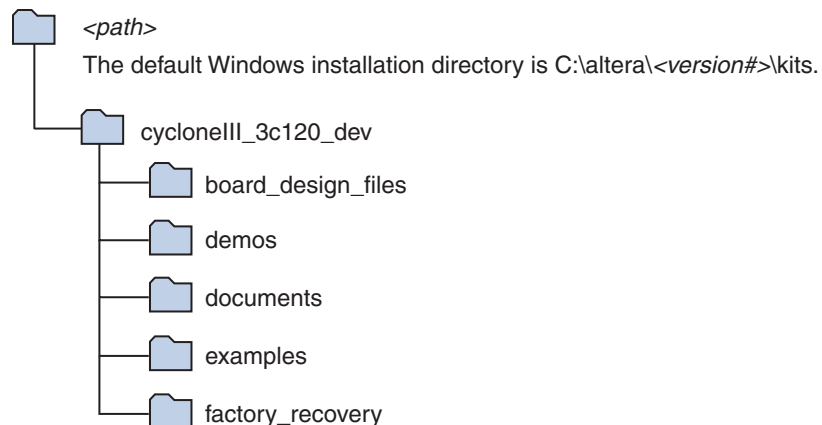 <path>
The default Windows installation directory is C:\altera\<version#>\kits.
cycloneIII_3c120_dev
board_design_files
demos
documents
examples
factory_recovery